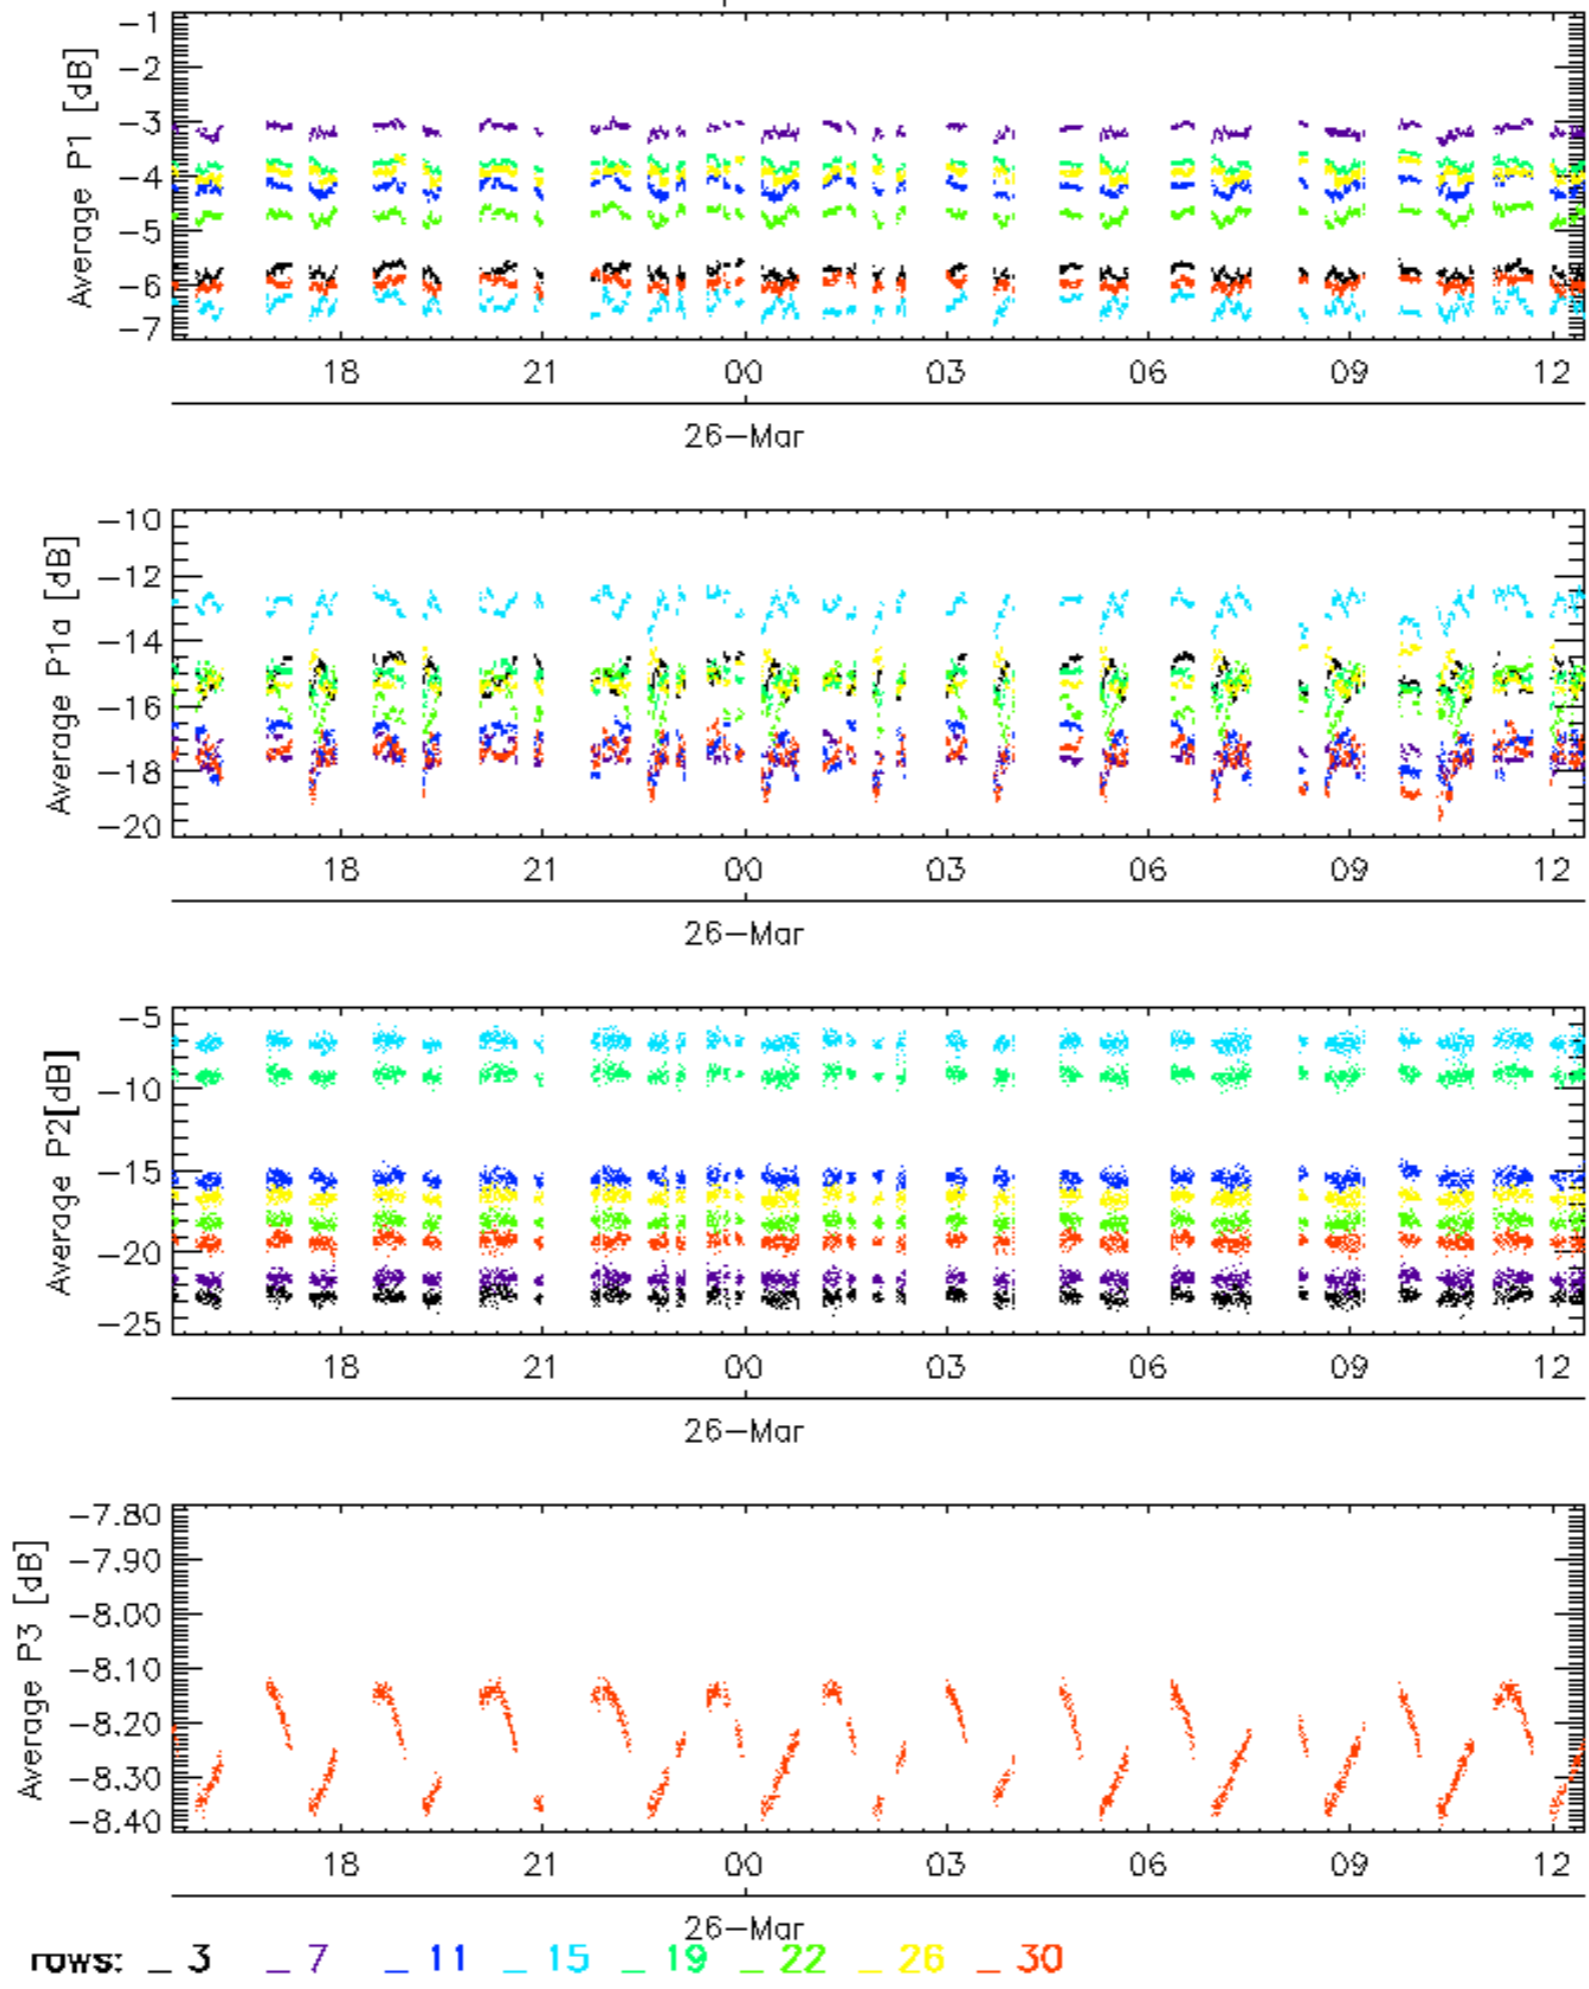 Average P1 [dB]
-1
-2
-3
-4
-5
-6
-7
18 21 00 03 06 09 12
26-Mar
Average P1a [dB]
-10
-12
-14
-16
-18
-20
18 21 00 03 06 09 12
26-Mar
Average P2[dB]
-5
-10
-15
-20
-25
18 21 00 03 06 09 12
26-Mar
Average P3 [dB]
-7.80
-7.90
-8.00
-8.10
-8.20
-8.30
-8.40
18 21 00 03 06 09 12
26-Mar
rows: _ 3 _ 7 _ 11 _ 15 _ 19 _ 22 _ 26 _ 30